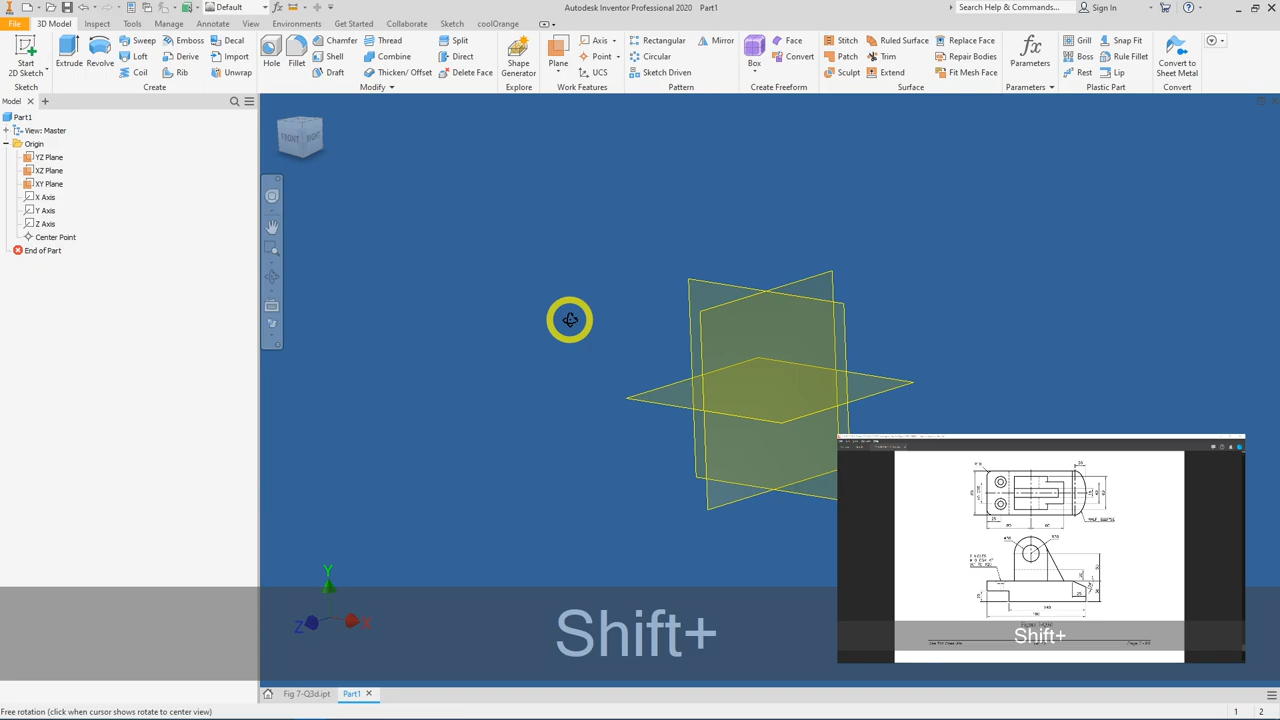 Default
Autodesk Inventor Professional 2020 Part1
Search Help & Commands...
Sign In
File
3D Model
Inspect
Tools
Manage
Annotate
View
Environments
Get Started
Collaborate
Sketch
coolOrange
Start
2D Sketch
Extrude
Revolve
Sweep
Emboss
Decal
Loft
Derive
Import
Coil
Rib
Unwrap
Hole
Fillet
Chamfer
Thread
Shell
Combine
Draft
Thicken/ Offset
Split
Direct
Delete Face
Shape
Generator
Plane
Axis
Point
UCS
Rectangular
Mirror
Circular
Sketch Driven
Box
Face
Convert
Stitch
Ruled Surface
Replace Face
Patch
Trim
Repair Bodies
Sculpt
Extend
Fit Mesh Face
fx
Parameters
Grill
Snap Fit
Boss
Rule Fillet
Rest
Lip
Convert to
Sheet Metal
Sketch
Create
Modify
Explore
Work Features
Pattern
Create Freeform
Surface
Parameters
Plastic Part
Convert
Model
Part1
View: Master
Origin
YZ Plane
XZ Plane
XY Plane
X Axis
Y Axis
Z Axis
Center Point
End of Part
FRONT
RIGHT
Y
Z
X
Shift+
Shift+
Fig 7-Q3d.ipt
Part1
Free rotation (click when cursor shows rotate to center view)
1
2